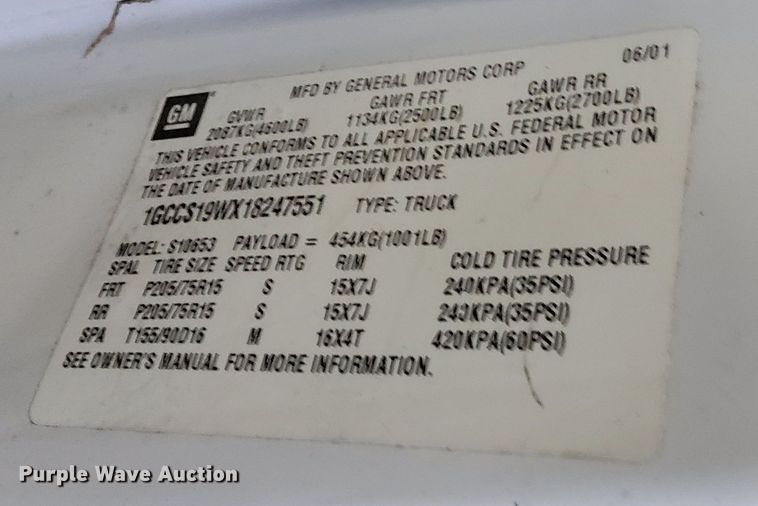 MFD BY GENERAL MOTORS CORP 06/01
GM
GVWR GAWR FRT GAWR RR
2087KG(4600LB) 1134KG(2500LB) 1225KG(2700LB)
THIS VEHICLE CONFORMS TO ALL APPLICABLE U.S. FEDERAL MOTOR
VEHICLE SAFETY AND THEFT PREVENTION STANDARDS IN EFFECT ON
THE DATE OF MANUFACTURE SHOWN ABOVE.
1GCCS19WX18247551 TYPE: TRUCK
MODEL: S10653 PAYLOAD = 454KG(1001LB)
SPAL TIRE SIZE SPEED RTG RIM COLD TIRE PRESSURE
FRT P205/75R15 S 15X7J 240KPA(35PSI)
RR P205/75R15 S 15X7J 240KPA(35PSI)
SPA T155/90D16 M 16X4T 420KPA(60PSI)
SEE OWNER'S MANUAL FOR MORE INFORMATION.
Purple Wave Auction